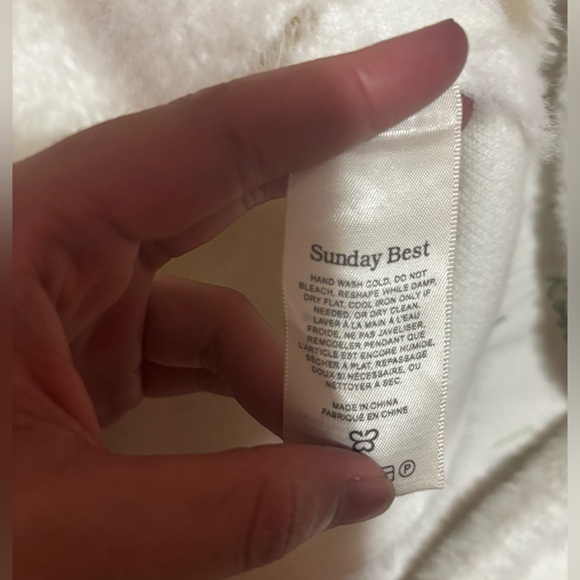 Sunday Best
HAND WASH COLD, DO NOT
BLEACH, RESHAPE WHILE DAMP,
DRY FLAT, COOL IRON ONLY IF
NEEDED, OR DRY CLEAN.
LAVER À LA MAIN À L'EAU
FROIDE, NE PAS JAVELISER,
REMODELER PENDANT QUE
L'ARTICLE EST ENCORE HUMIDE,
SÉCHER À PLAT, REPASSAGE
DOUX SI NÉCESSAIRE, OU
NETTOYER À SEC.
MADE IN CHINA
FABRIQUÉ EN CHINE
P